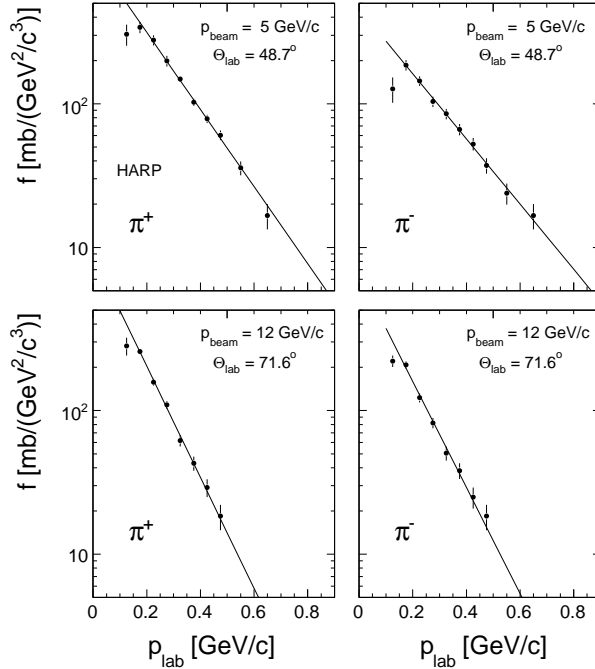 p_beam = 5 GeV/c
Θ_lab = 48.7°
HARP
π⁺
10²
10
f [mb/(GeV²/c³)]
p_beam = 5 GeV/c
Θ_lab = 48.7°
π⁻
p_beam = 12 GeV/c
Θ_lab = 71.6°
π⁺
10²
10
f [mb/(GeV²/c³)]
0 0.2 0.4 0.6 0.8
p_lab [GeV/c]
p_beam = 12 GeV/c
Θ_lab = 71.6°
π⁻
0 0.2 0.4 0.6 0.8
p_lab [GeV/c]